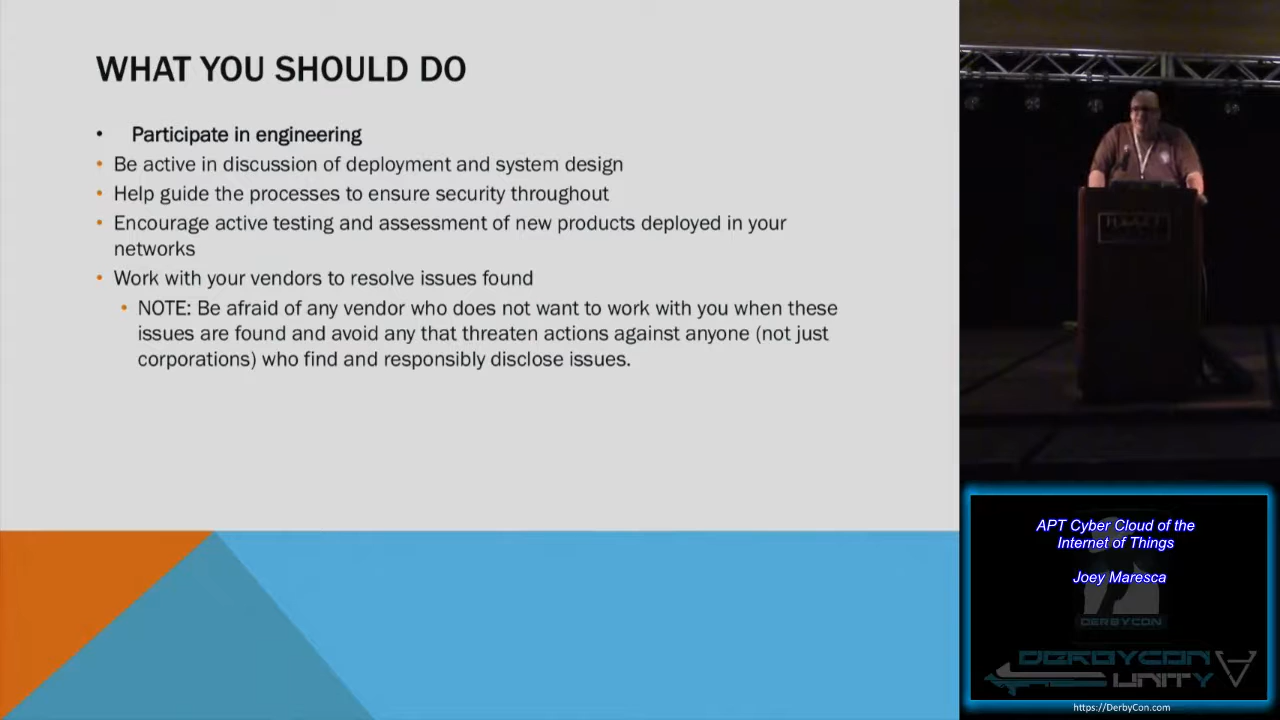 WHAT YOU SHOULD DO
• Participate in engineering
• Be active in discussion of deployment and system design
• Help guide the processes to ensure security throughout
• Encourage active testing and assessment of new products deployed in your
networks
• Work with your vendors to resolve issues found
• NOTE: Be afraid of any vendor who does not want to work with you when these
issues are found and avoid any that threaten actions against anyone (not just
corporations) who find and responsibly disclose issues.
HYATT
APT Cyber Cloud of the
Internet of Things
Joey Maresca
DERBYCON
DERBYCON
UNITY
https://DerbyCon.com